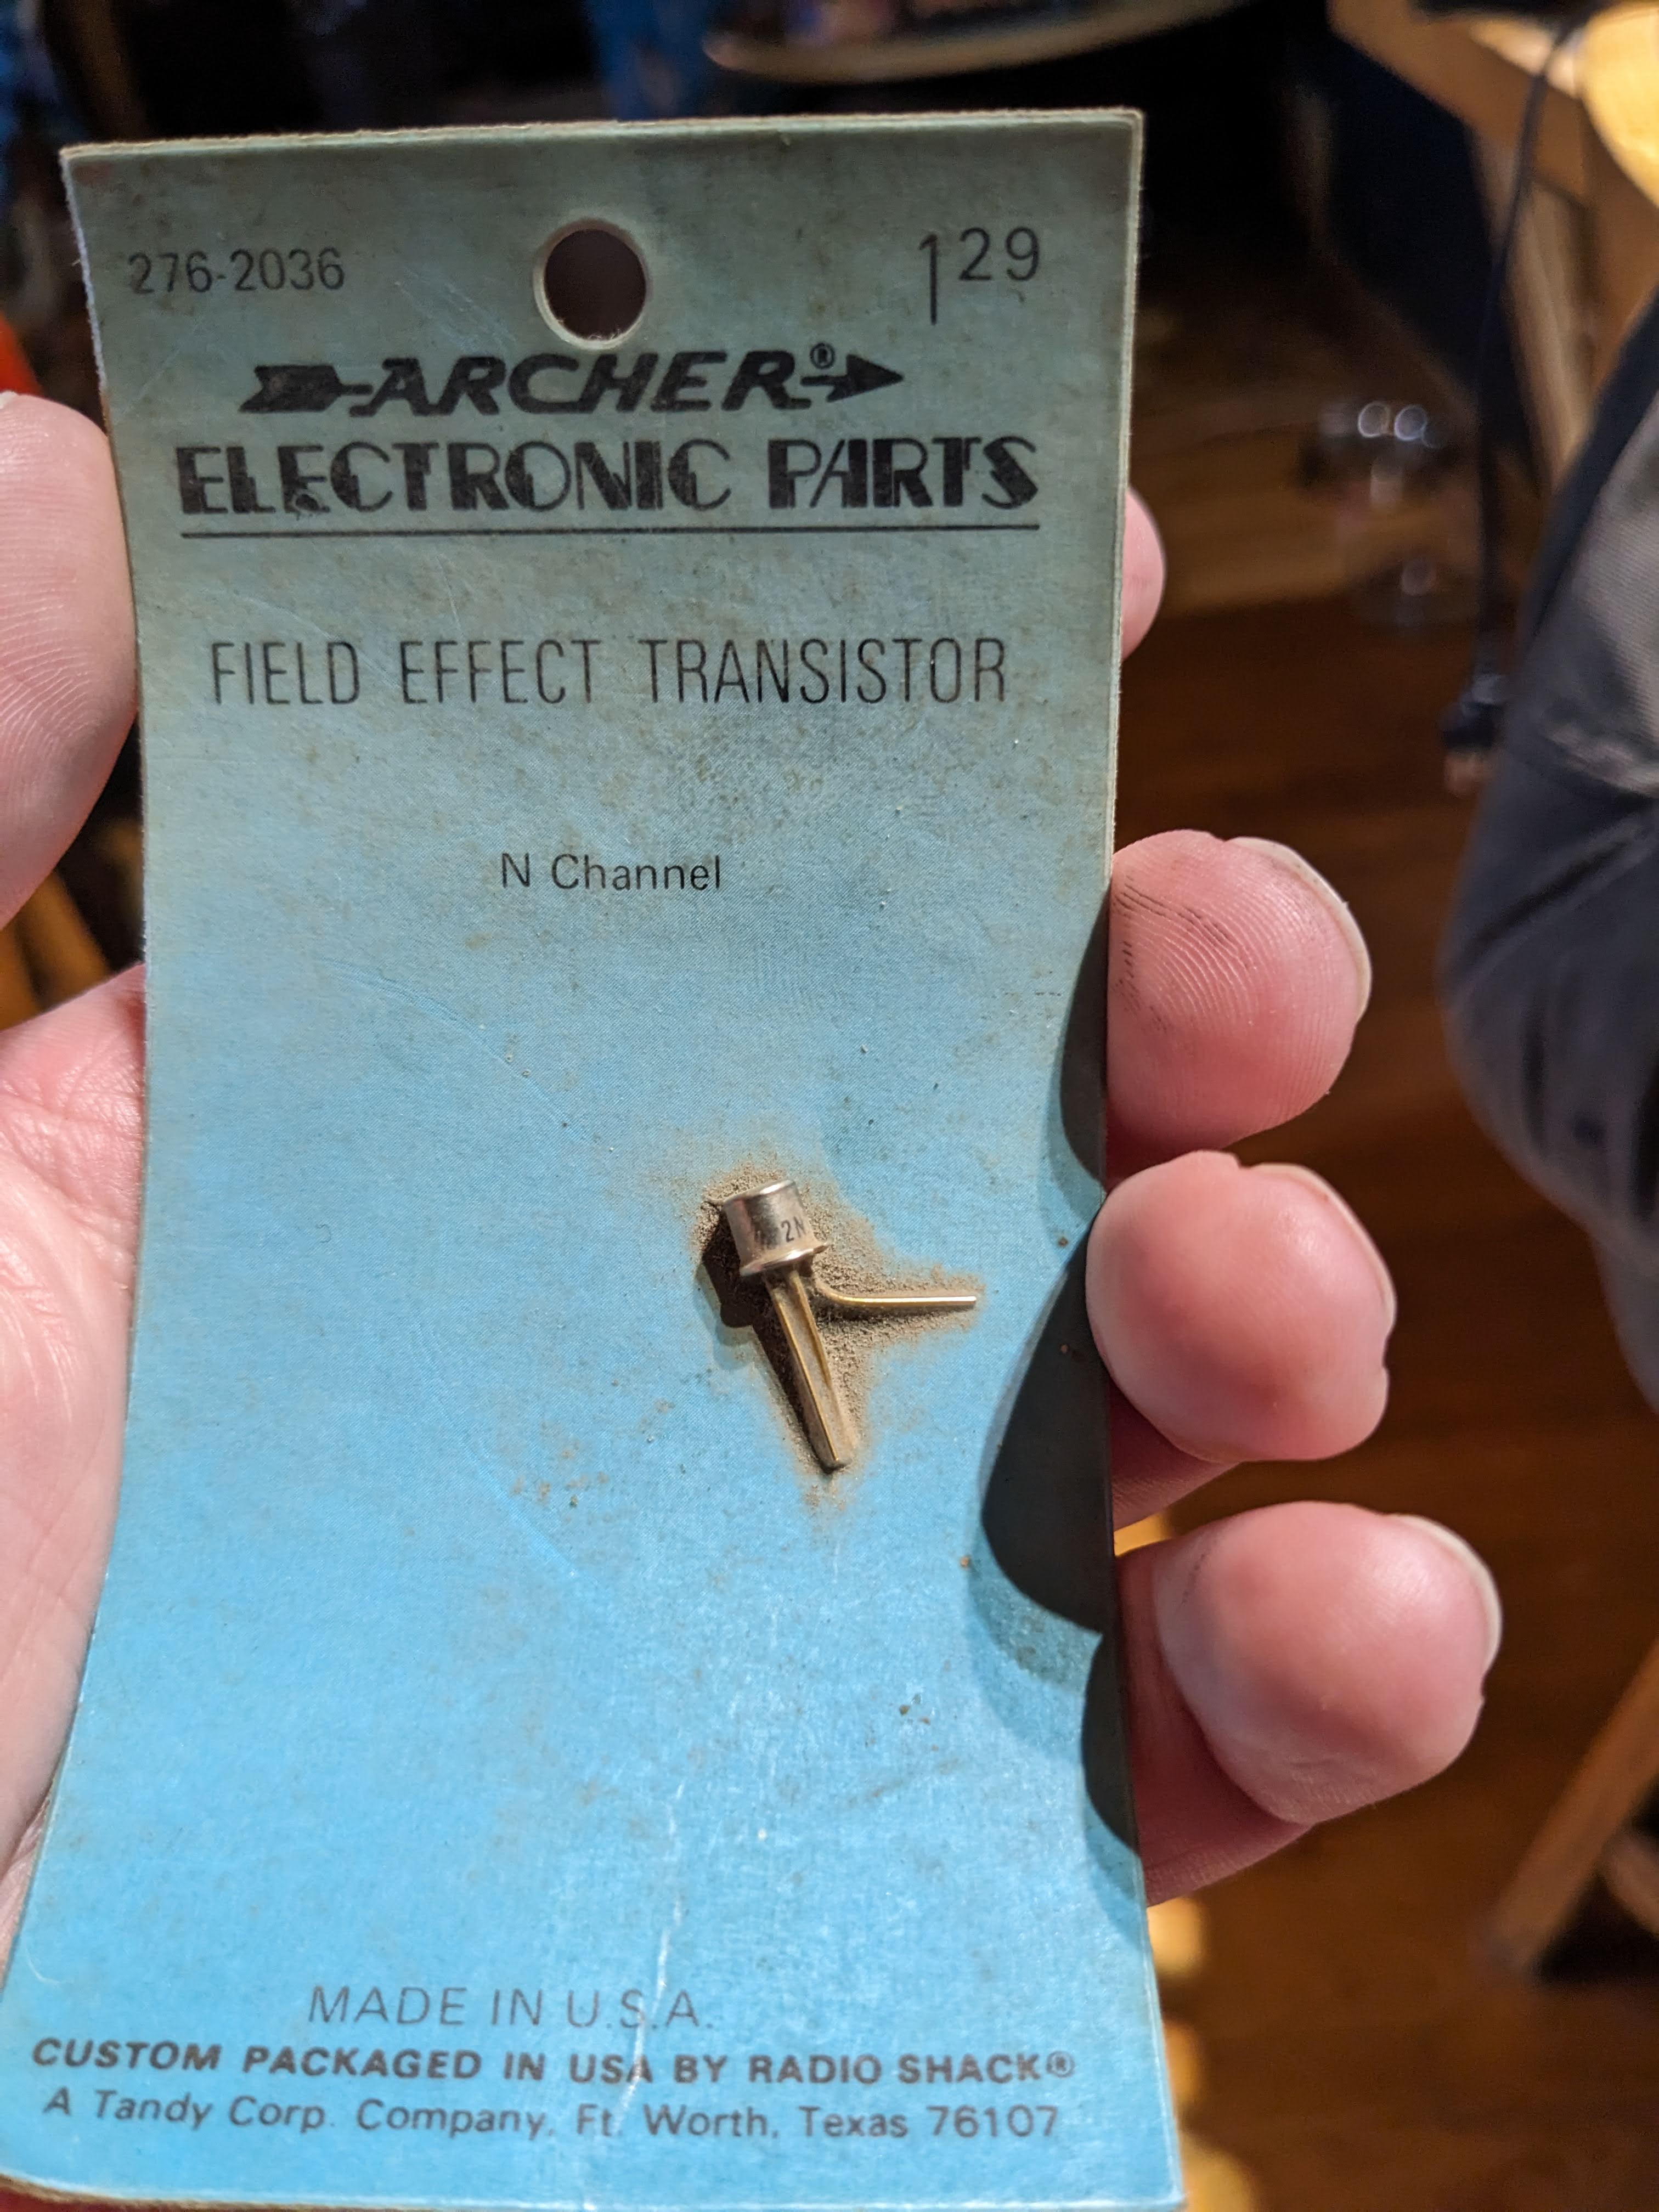 276-2036
1 29
ARCHER®
ELECTRONIC PARTS
FIELD EFFECT TRANSISTOR
N Channel
2N
MADE IN U.S.A.
CUSTOM PACKAGED IN USA BY RADIO SHACK®
A Tandy Corp. Company, Ft. Worth, Texas 76107